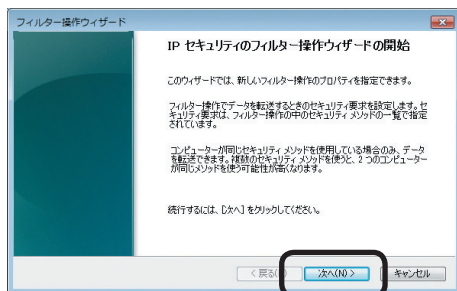 フィルター操作ウィザード
IP セキュリティのフィルター操作ウィザードの開始
このウィザードでは、新しいフィルター操作のプロパティを指定できます。
フィルター操作でデータを転送するときのセキュリティ要求を設定します。セ
キュリティ要求は、フィルター操作の中のセキュリティ メソッドの一覧で指定
されています。
コンピューターが同じセキュリティ メソッドを使用している場合のみ、データ
を転送できます。複数のセキュリティ メソッドを使うと、2 つのコンピューター
が同じメソッドを使う可能性が高くなります。
続行するには、[次へ] をクリックしてください。
< 戻る( 次へ(N) > キャンセル